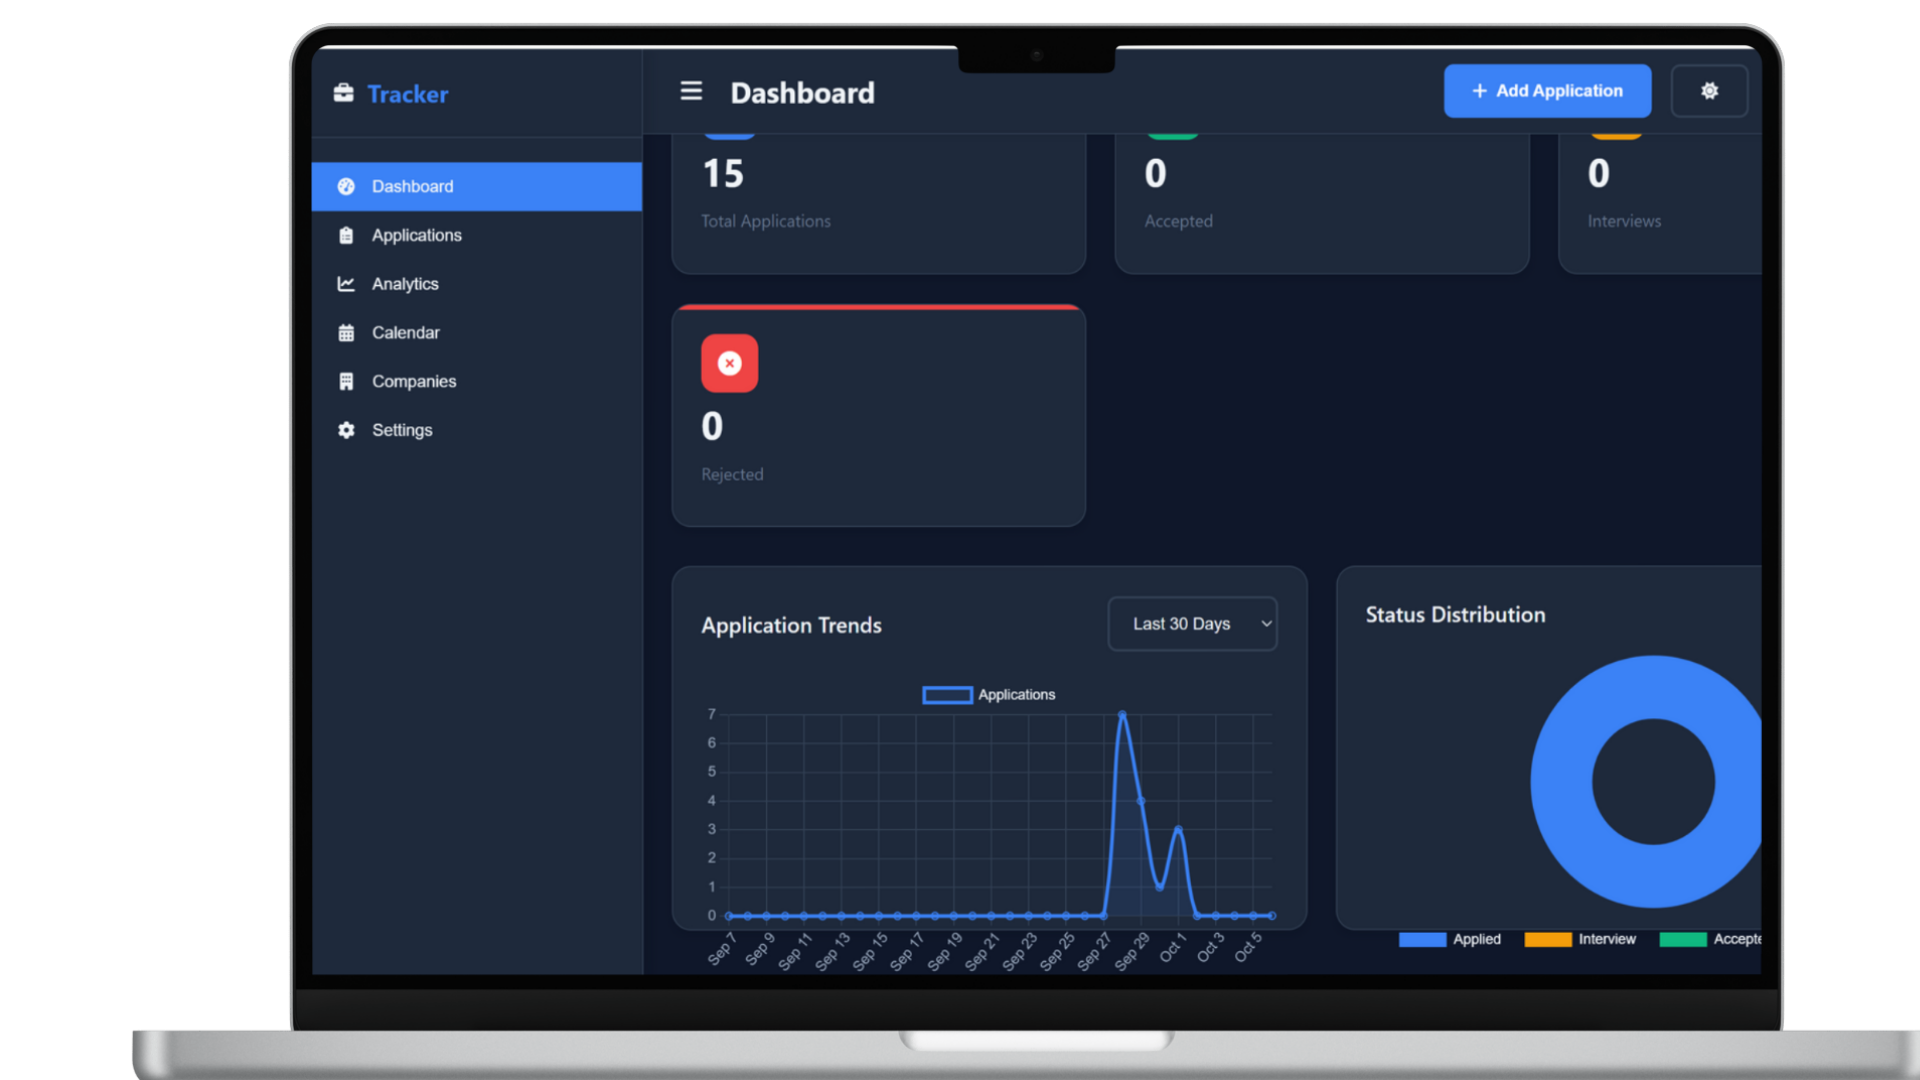 Tracker
Dashboard
Add Application
Dashboard
Applications
Analytics
Calendar
Companies
Settings
15
Total Applications
0
Accepted
0
Interviews
0
Rejected
Application Trends
Last 30 Days
Applications
7
6
5
4
3
2
1
0
Sep 7
Sep 9
Sep 11
Sep 13
Sep 15
Sep 17
Sep 19
Sep 21
Sep 23
Sep 25
Sep 27
Sep 29
Oct 1
Oct 3
Oct 5
Status Distribution
Applied
Interview
Accepte